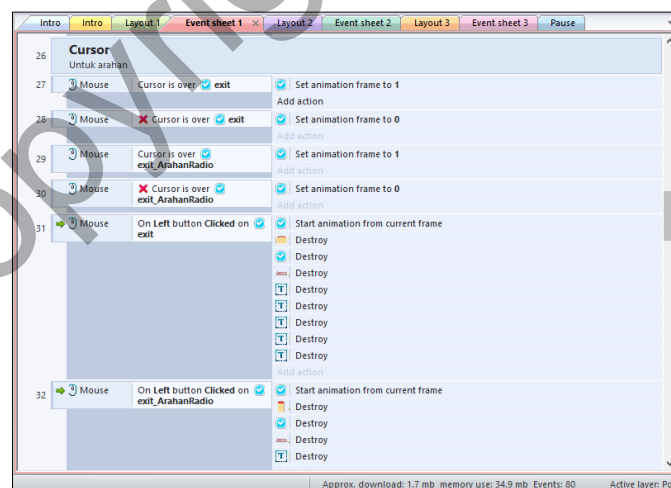 Intro Intro Layout 1 Event sheet 1 × Layout 2 Event sheet 2 Layout 3 Event sheet 3 Pause
26 Cursor
Untuk arahan
27 Mouse Cursor is over exit Set animation frame to 1
Add action
28 Mouse Cursor is over exit Set animation frame to 0
Add action
29 Mouse Cursor is over exit_ArahanRadio Set animation frame to 1
Add action
30 Mouse Cursor is over exit_ArahanRadio Set animation frame to 0
Add action
31 Mouse On Left button Clicked on exit Start animation from current frame
Destroy
Destroy
Destroy
Destroy
Destroy
Destroy
Destroy
Destroy
Add action
32 Mouse On Left button Clicked on exit_ArahanRadio Start animation from current frame
Destroy
Destroy
Destroy
Destroy
Approx. download: 1.7 mb memory use: 34.9 mb Events: 80 Active layer: Po